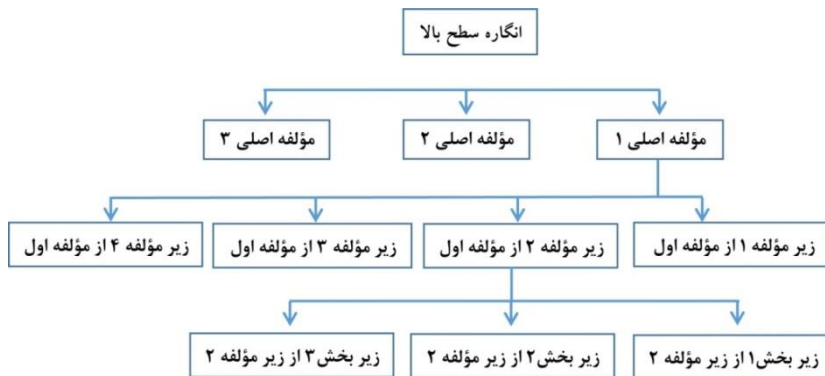 انگاره سطح بالا
مؤلفه اصلی ۱
مؤلفه اصلی ۲
مؤلفه اصلی ۳
زیر مؤلفه ۱ از مؤلفه اول
زیر مؤلفه ۲ از مؤلفه اول
زیر مؤلفه ۳ از مؤلفه اول
زیر مؤلفه ۴ از مؤلفه اول
زیر بخش۱ از زیر مؤلفه ۲
زیر بخش۲ از زیر مؤلفه ۲
زیر بخش۳ از زیر مؤلفه ۲